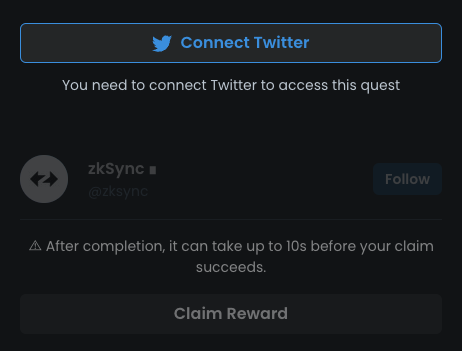 Connect Twitter
You need to connect Twitter to access this quest
zkSync ∎
@zksync
Follow
⚠ After completion, it can take up to 10s before your claim
succeeds.
Claim Reward